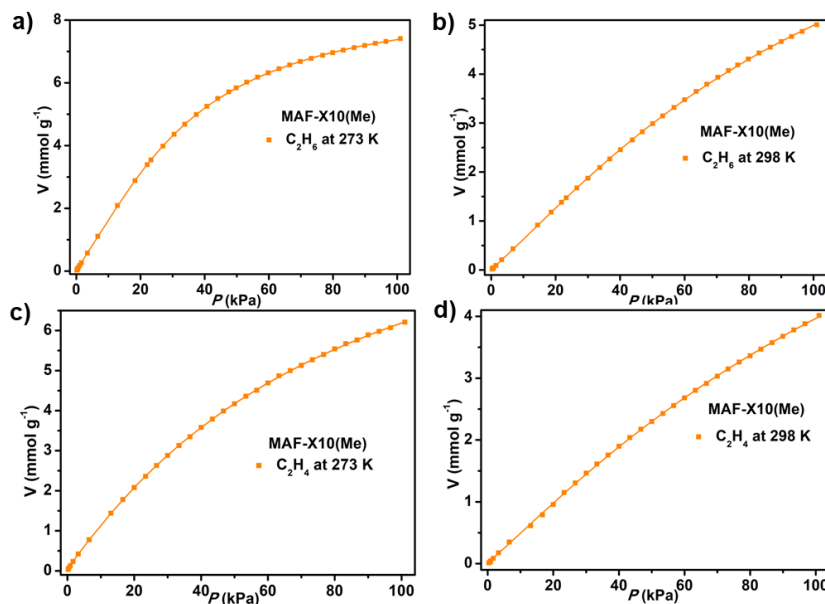 a)
V (mmol g⁻¹)
8
6
4
2
0
MAF-X10(Me)
C₂H₆ at 273 K
0 20 40 60 80 100
P (kPa)
b)
V (mmol g⁻¹)
5
4
3
2
1
0
MAF-X10(Me)
C₂H₆ at 298 K
0 20 40 60 80 100
P (kPa)
c)
V (mmol g⁻¹)
6
5
4
3
2
1
0
MAF-X10(Me)
C₂H₄ at 273 K
0 20 40 60 80 100
P (kPa)
d)
V (mmol g⁻¹)
4
3
2
1
0
MAF-X10(Me)
C₂H₄ at 298 K
0 20 40 60 80 100
P (kPa)